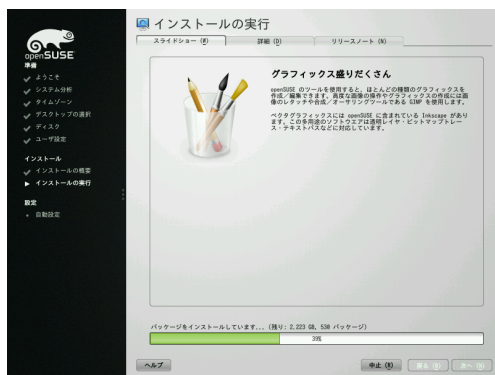 openSUSE
準備
ようこそ
システム分析
タイムゾーン
デスクトップの選択
ディスク
ユーザ設定
インストール
インストールの概要
インストールの実行
設定
自動設定
インストールの実行
スライドショー (W)
詳細 (D)
リリースノート (N)
グラフィックス盛りだくさん
openSUSE のツールを使用すると、ほとんどの種類のグラフィックスを
作成／編集できます。高度な画像の操作やグラフィックスの作成には画
像のレタッチや合成／オーサリングツールである GIMP を使用します。
ベクタグラフィックスには openSUSE に含まれている Inkscape があり
ます。この多用途のソフトウエアは透明レイヤ・ビットマップトレー
ス・テキストパスなどに対応しています。
パッケージをインストールしています... (残り: 2.223 GB, 530 パッケージ)
39%
ヘルプ
中止 (R)
戻る (B)
次へ (N)